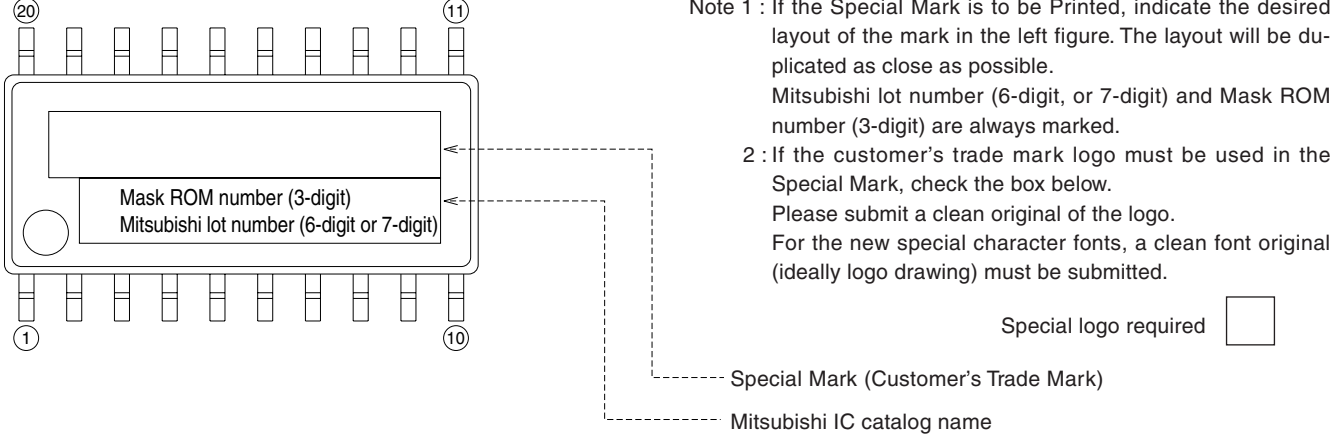 ⑳ ⑪
Mask ROM number (3-digit)
Mitsubishi lot number (6-digit or 7-digit)
① ⑩
Note 1 : If the Special Mark is to be Printed, indicate the desired
layout of the mark in the left figure. The layout will be du-
plicated as close as possible.
Mitsubishi lot number (6-digit, or 7-digit) and Mask ROM
number (3-digit) are always marked.
2 : If the customer's trade mark logo must be used in the
Special Mark, check the box below.
Please submit a clean original of the logo.
For the new special character fonts, a clean font original
(ideally logo drawing) must be submitted.
Special logo required
Special Mark (Customer's Trade Mark)
Mitsubishi IC catalog name